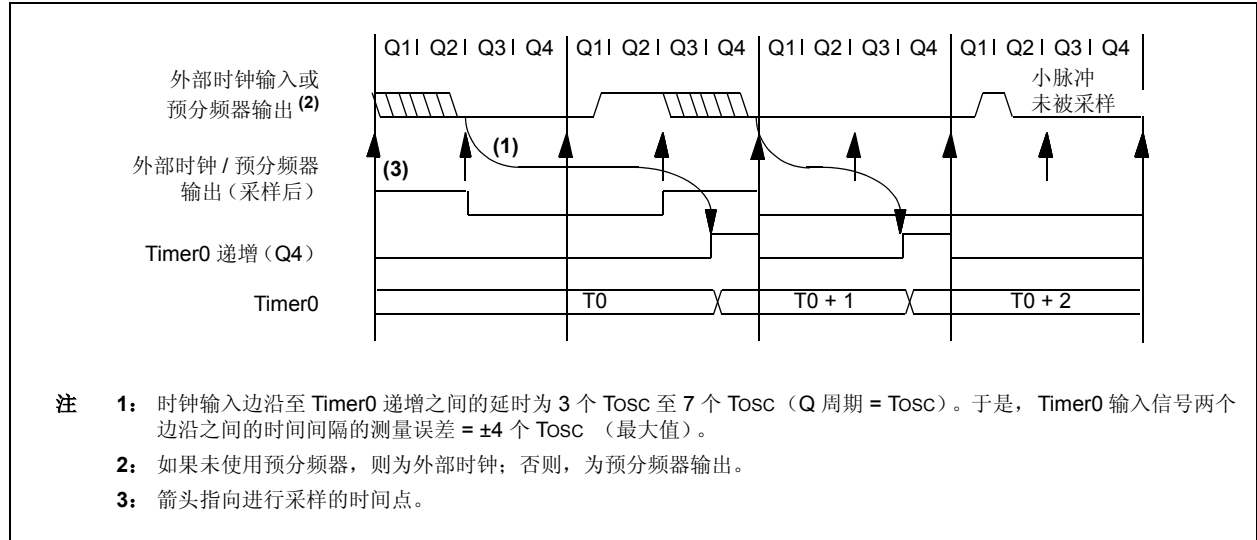 Q1 Q2 Q3 Q4 Q1 Q2 Q3 Q4 Q1 Q2 Q3 Q4 Q1 Q2 Q3 Q4
外部时钟输入或
预分频器输出 (2)
小脉冲
未被采样
外部时钟 / 预分频器
输出（采样后）
(3)
(1)
Timer0 递增（Q4）
Timer0
T0
T0 + 1
T0 + 2
注 1： 时钟输入边沿至 Timer0 递增之间的延时为 3 个 Tosc 至 7 个 Tosc （Q 周期 = Tosc）。于是， Timer0 输入信号两个
边沿之间的时间间隔的测量误差 = ±4 个 Tosc （最大值）。
2： 如果未使用预分频器，则为外部时钟；否则，为预分频器输出。
3： 箭头指向进行采样的时间点。